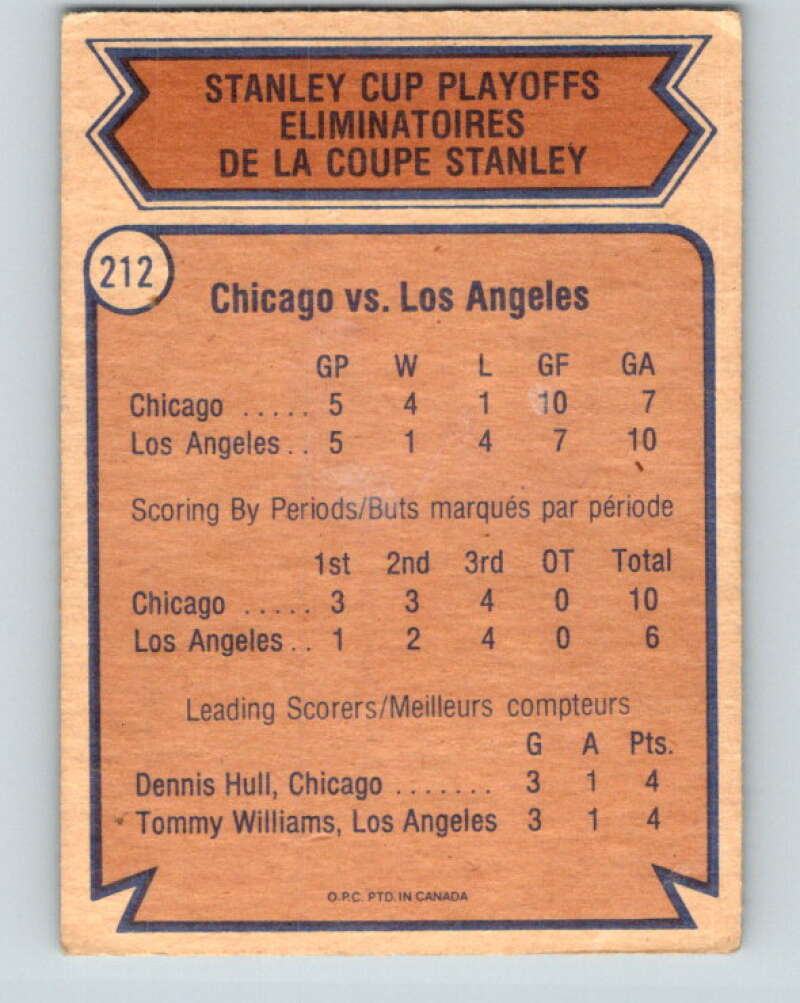 STANLEY CUP PLAYOFFS
ELIMINATOIRES
DE LA COUPE STANLEY
212
Chicago vs. Los Angeles
GP W L GF GA
Chicago ..... 5 4 1 10 7
Los Angeles.. 5 1 4 7 10
Scoring By Periods/Buts marqués par période
1st 2nd 3rd OT Total
Chicago ..... 3 3 4 0 10
Los Angeles.. 1 2 4 0 6
Leading Scorers/Meilleurs compteurs
G A Pts.
Dennis Hull, Chicago ....... 3 1 4
Tommy Williams, Los Angeles 3 1 4
O.P.C. PTD. IN CANADA